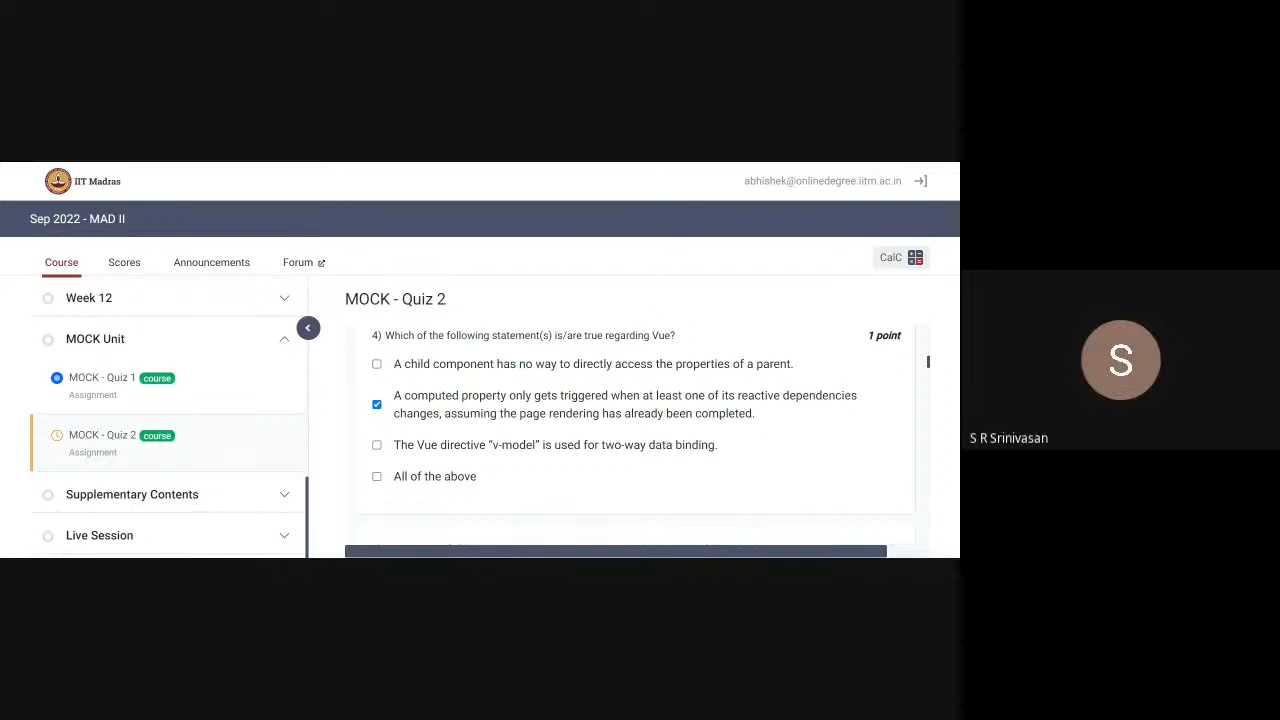 IIT Madras
abhishek@onlinedegree.iitm.ac.in
Sep 2022 - MAD II
Course
Scores
Announcements
Forum
CalC
Week 12
MOCK Unit
MOCK - Quiz 1 course
Assignment
MOCK - Quiz 2 course
Assignment
Supplementary Contents
Live Session
MOCK - Quiz 2
4) Which of the following statement(s) is/are true regarding Vue?
1 point
A child component has no way to directly access the properties of a parent.
A computed property only gets triggered when at least one of its reactive dependencies
changes, assuming the page rendering has already been completed.
The Vue directive “v-model” is used for two-way data binding.
All of the above
S
S R Srinivasan